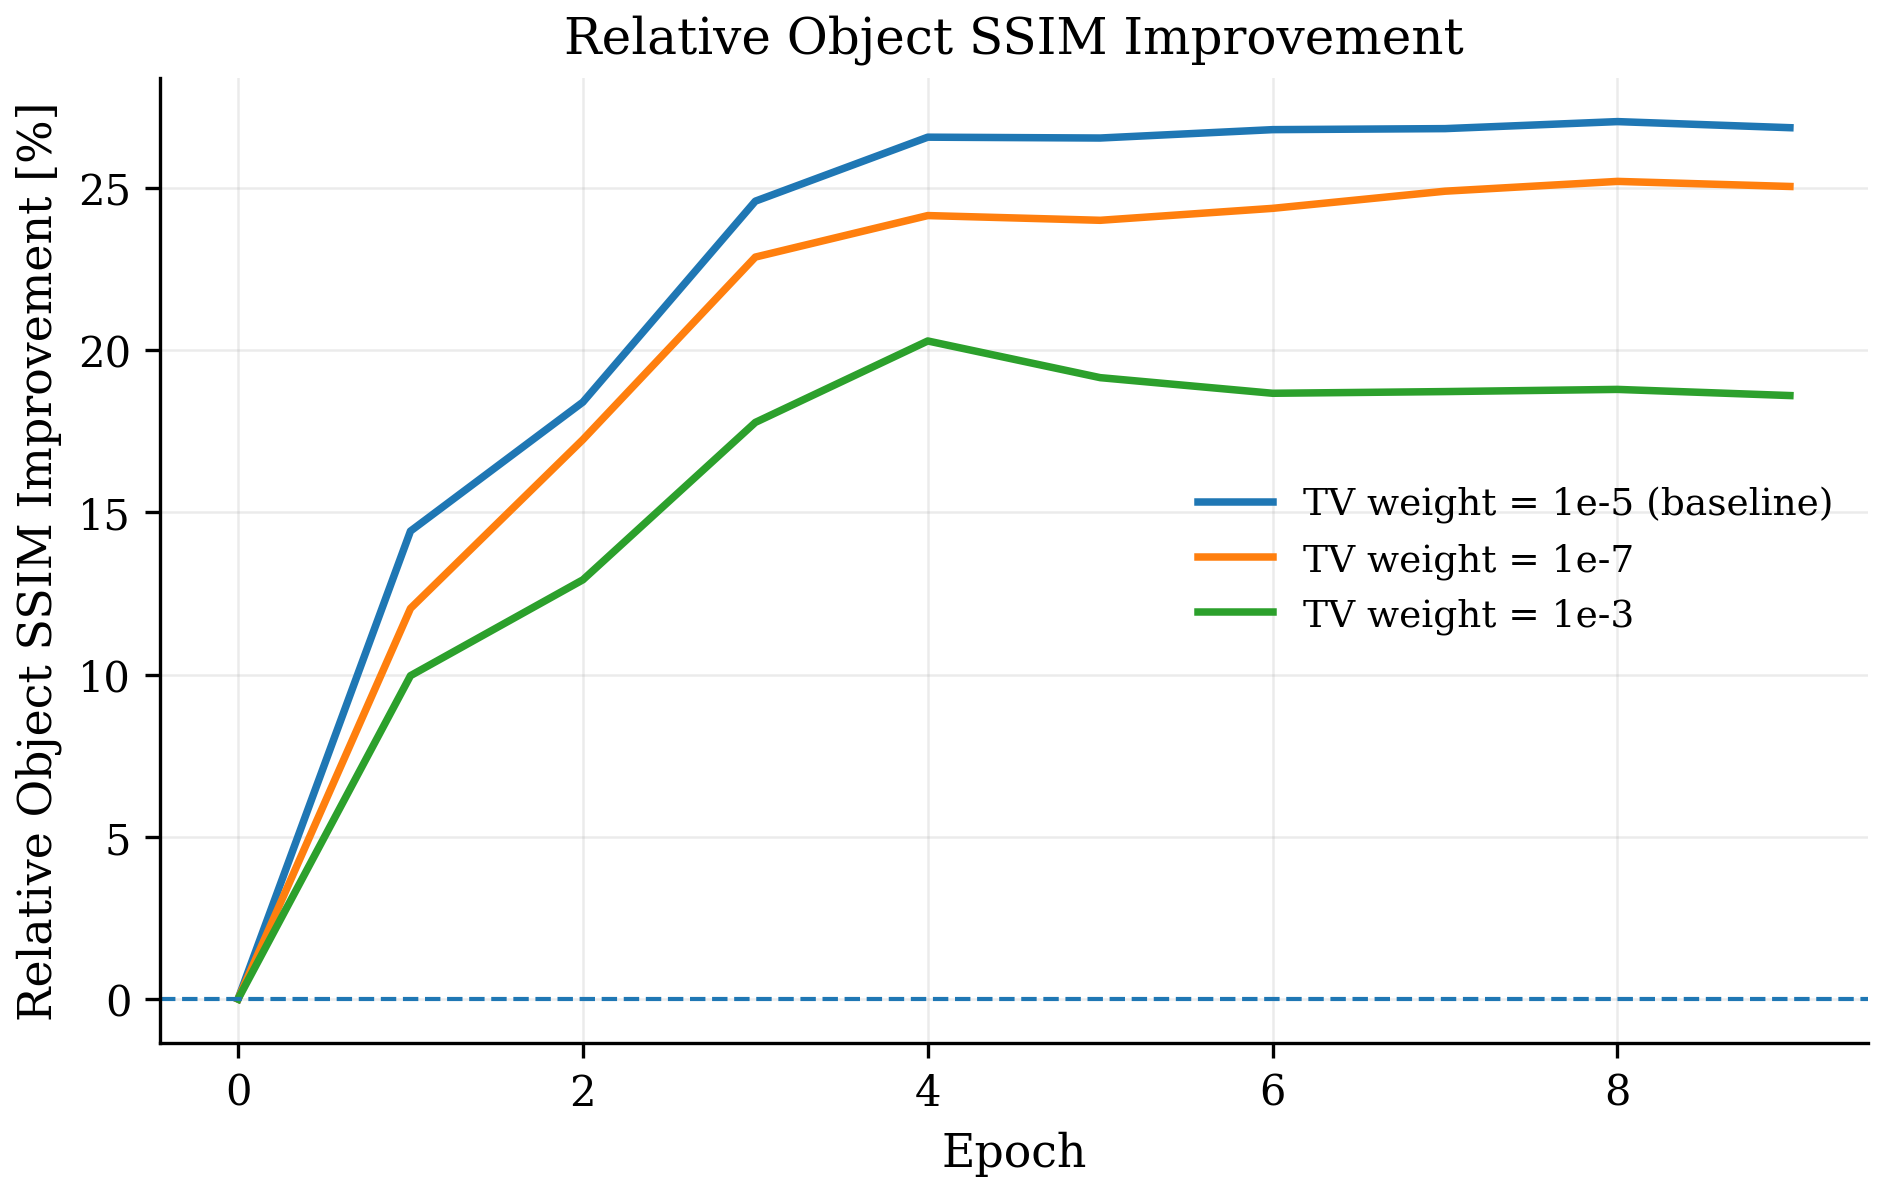 Relative Object SSIM Improvement
Relative Object SSIM Improvement [%]
25
20
15
10
5
0
TV weight = 1e-5 (baseline)
TV weight = 1e-7
TV weight = 1e-3
0 2 4 6 8
Epoch